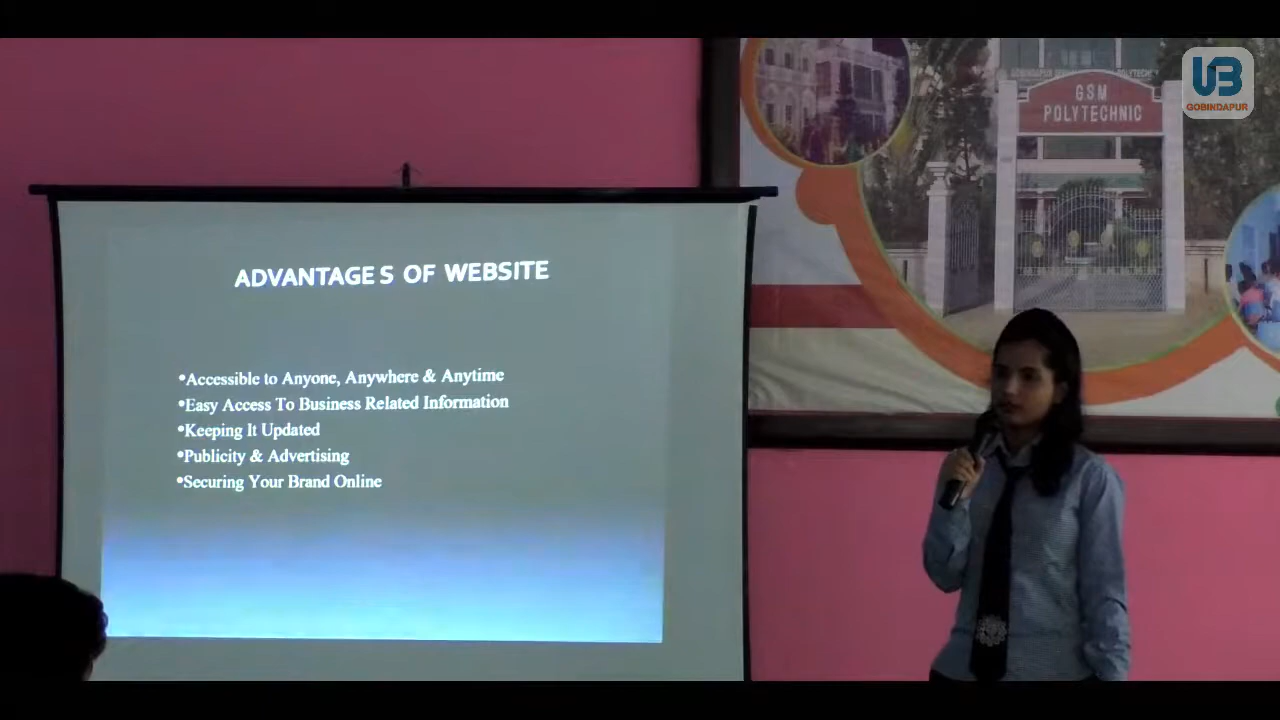 UB
GOBINDAPUR
G.S.M
POLYTECHNIC
ADVANTAGE S OF WEBSITE
•Accessible to Anyone, Anywhere & Anytime
•Easy Access To Business Related Information
•Keeping It Updated
•Publicity & Advertising
•Securing Your Brand Online